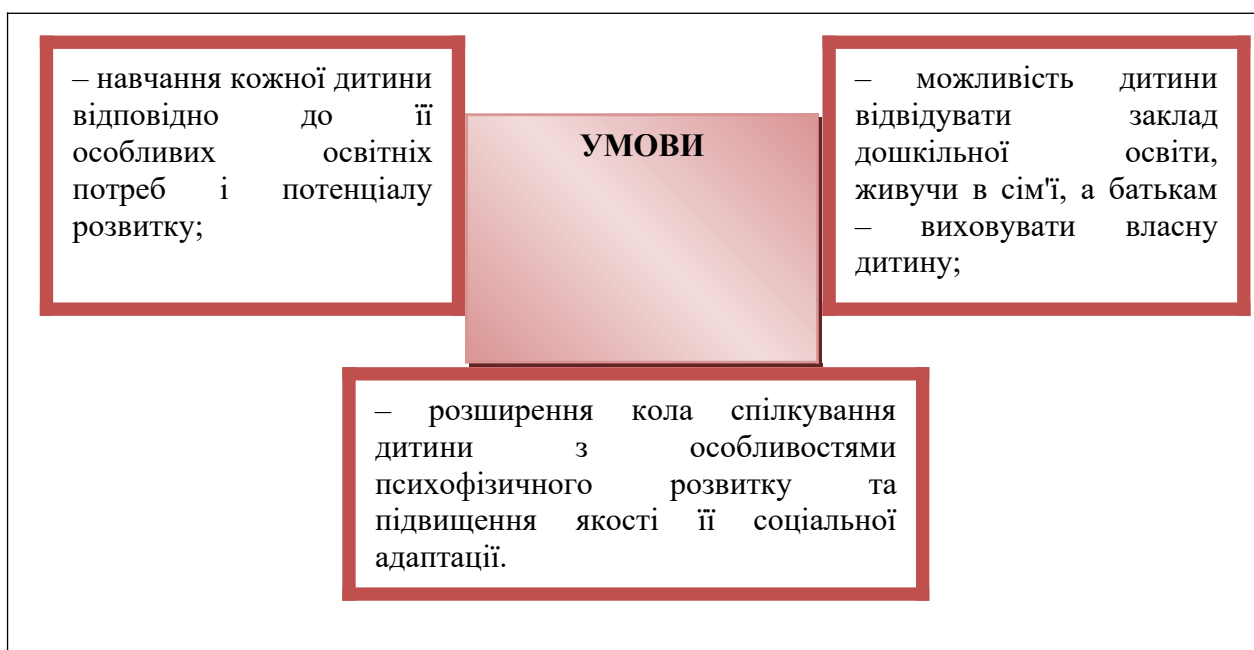 – навчання кожної дитини
відповідно до її
особливих освітніх
потреб і потенціалу
розвитку;
УМОВИ
– можливість дитини
відвідувати заклад
дошкільної освіти,
живучи в сім'ї, а батькам
– виховувати власну
дитину;
– розширення кола спілкування
дитини з особливостями
психофізичного розвитку та
підвищення якості її соціальної
адаптації.